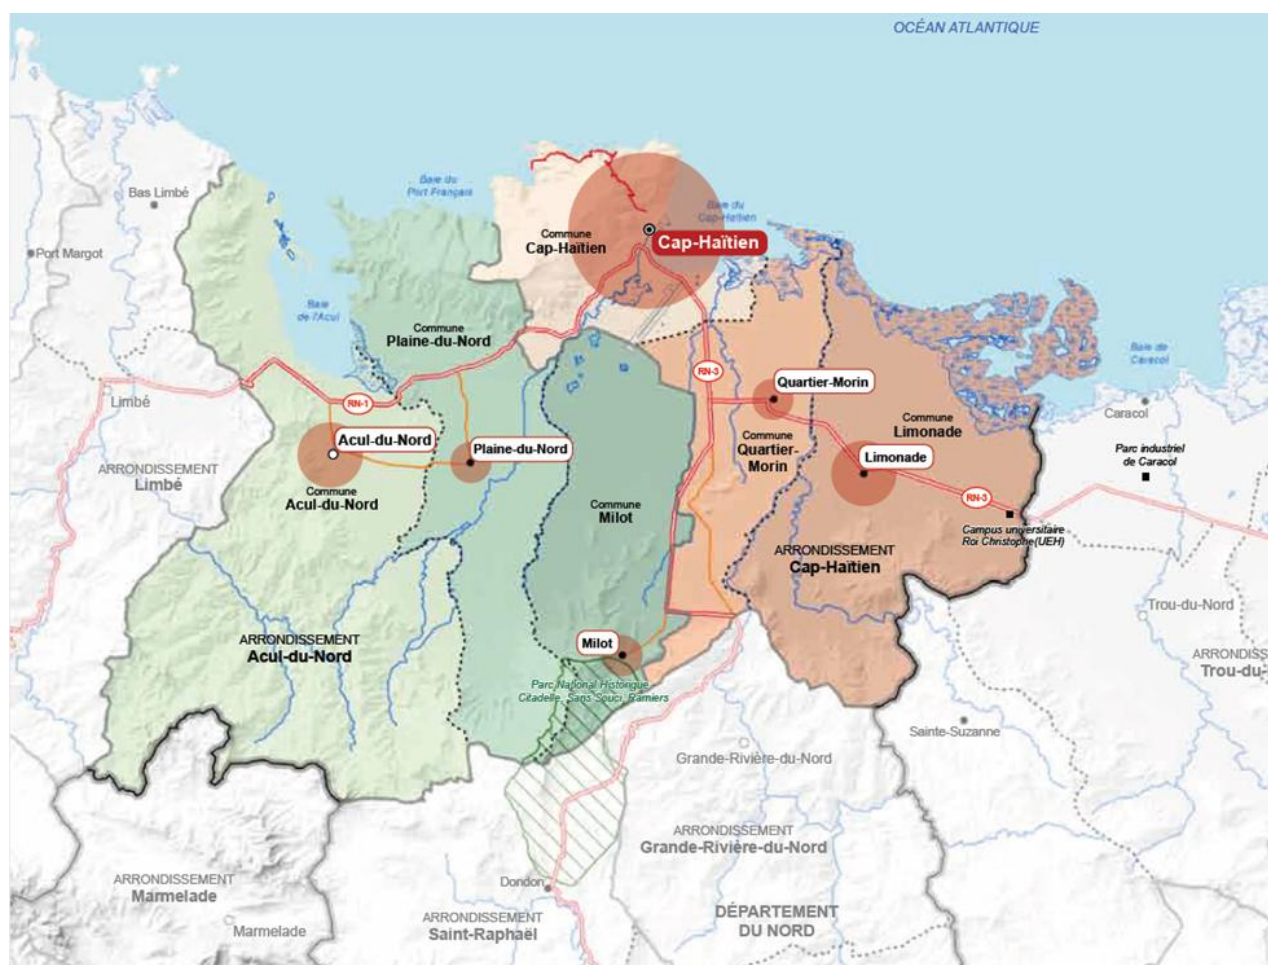 OCÉAN ATLANTIQUE
Baie du
Port Français
Bas Limbé
Baie du
Cap-Haïtien
Commune
Cap-Haïtien
Cap-Haïtien
Port Margot
Baie
de l'Acul
Commune
Plaine-du-Nord
Baie de
Caracol
RN-3
Quartier-Morin
Limbé
RN-1
Caracol
Commune
Limonade
Acul-du-Nord
Plaine-du-Nord
Commune
Quartier-
Morin
Limonade
Parc industriel
de Caracol
ARRONDISSEMENT
Limbé
Commune
Acul-du-Nord
Commune
Milot
RN-3
Campus universitaire
Roi Christophe(UEH)
ARRONDISSEMENT
Cap-Haïtien
Trou-du-Nord
ARRONDISSEMENT
Acul-du-Nord
Milot
ARRONDISS
Trou-du-
Parc National Historique
Citadelle, Sans Souci, Ramiers
Sainte-Suzanne
Grande-Rivière-du-Nord
ARRONDISSEMENT
Grande-Rivière-du-Nord
ARRONDISSEMENT
Marmelade
Dondon
Marmelade
ARRONDISSEMENT
Saint-Raphaël
DÉPARTEMENT
DU NORD